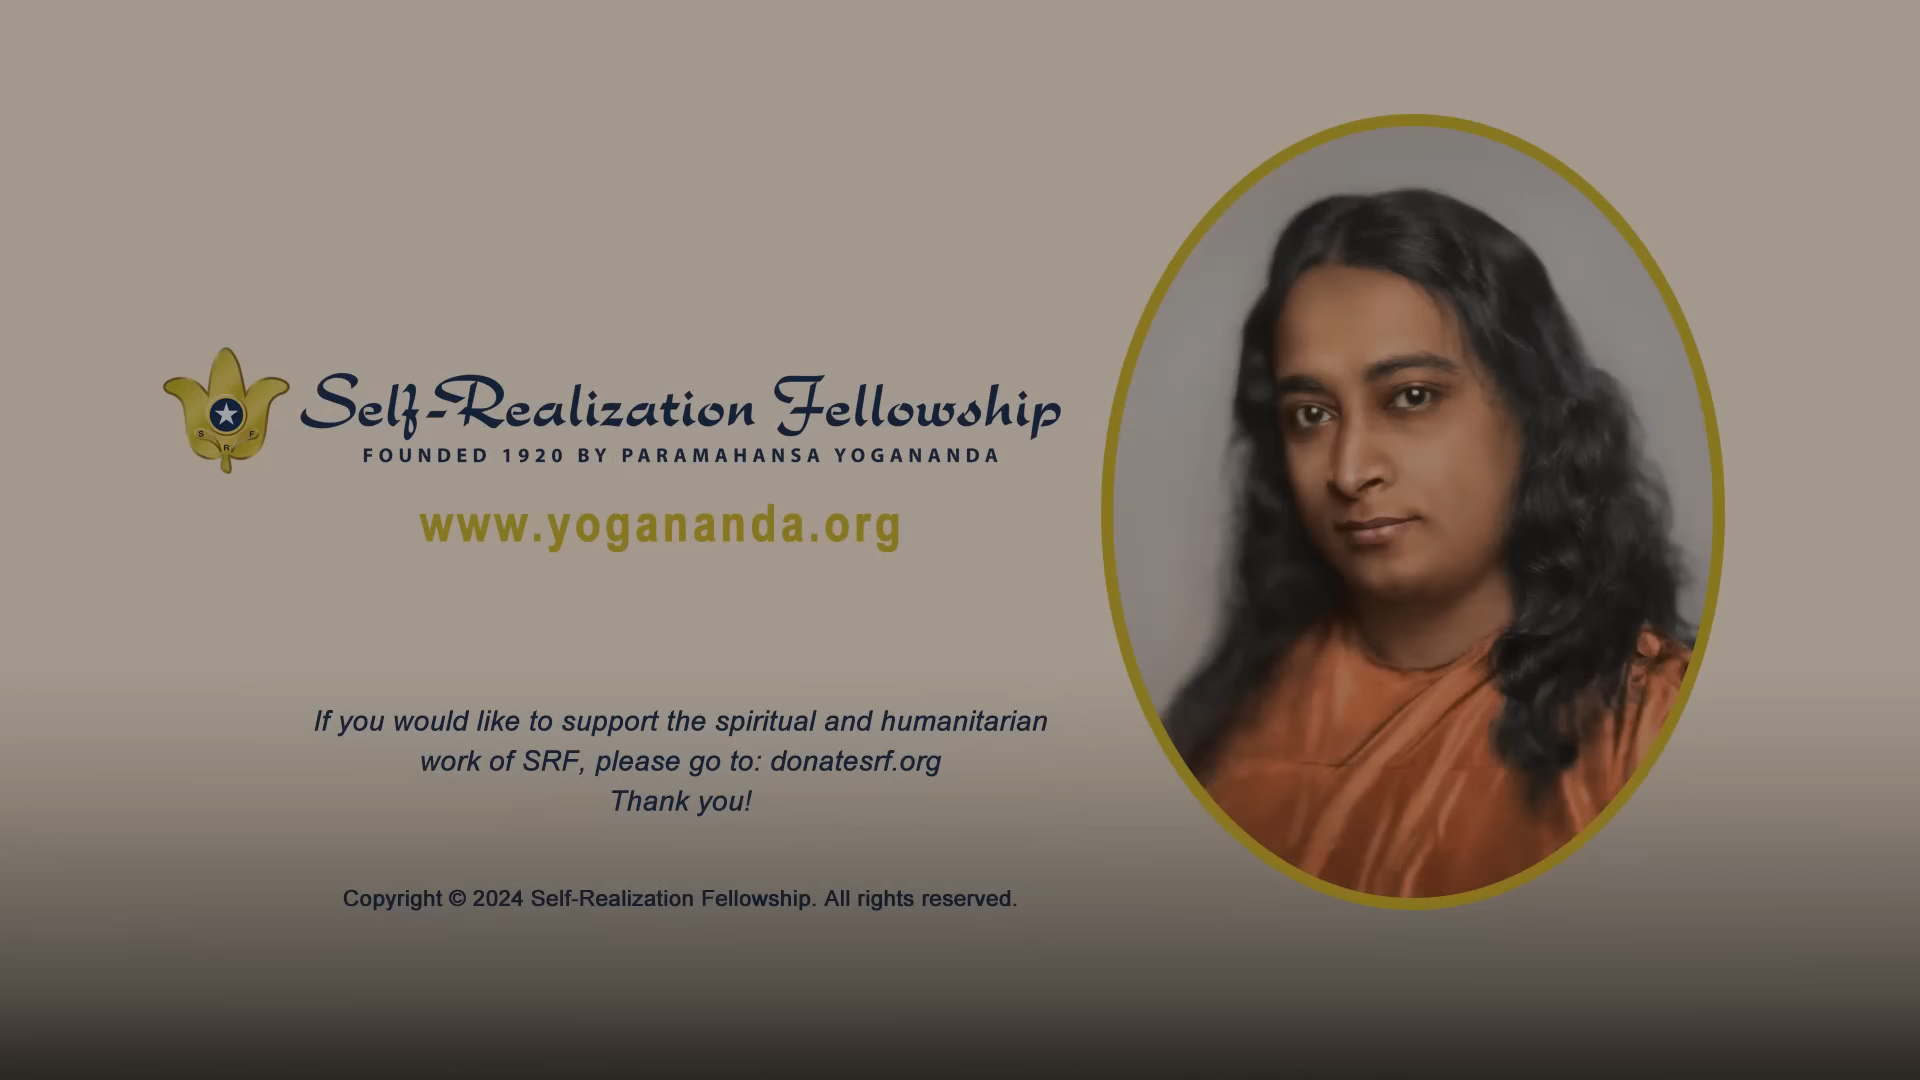 S R F
Self-Realization Fellowship
FOUNDED 1920 BY PARAMAHANSA YOGANANDA
www.yogananda.org
If you would like to support the spiritual and humanitarian
work of SRF, please go to: donatesrf.org
Thank you!
Copyright © 2024 Self-Realization Fellowship. All rights reserved.